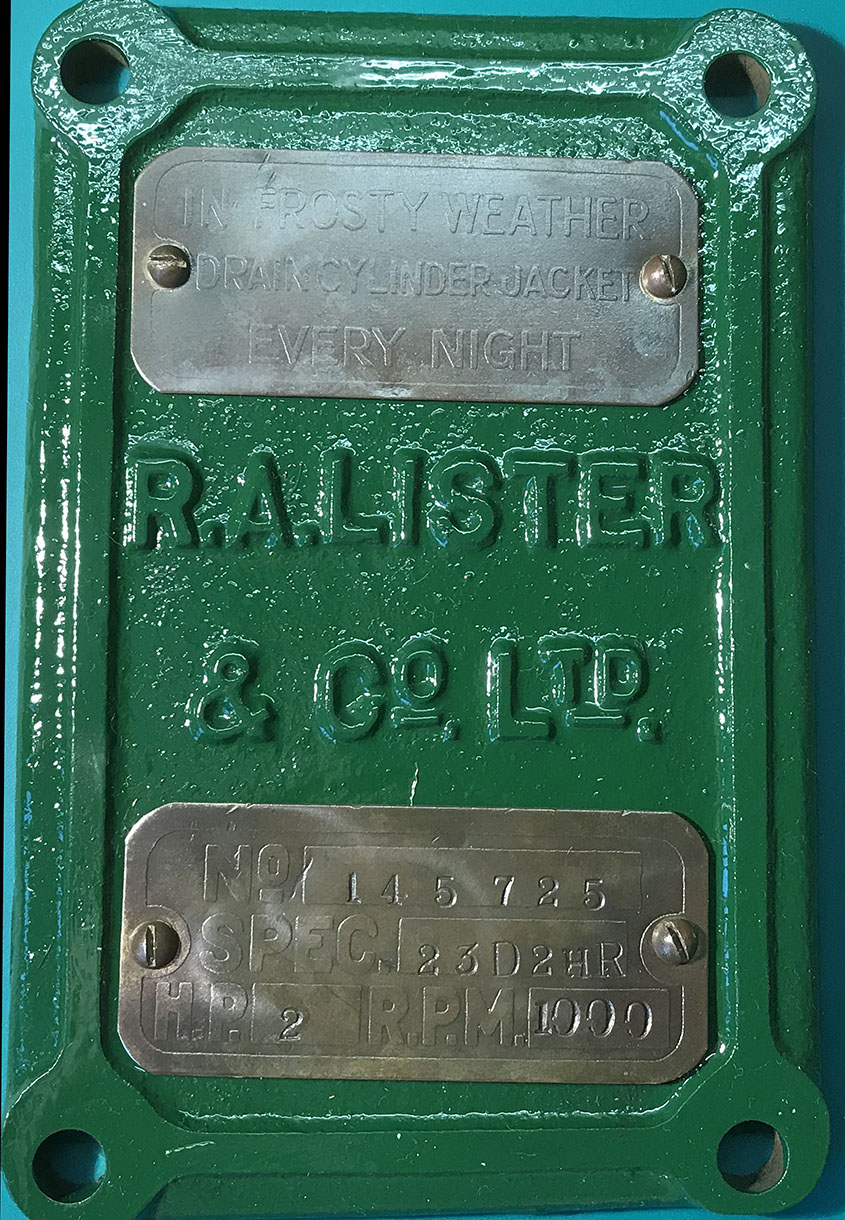 IN FROSTY WEATHER
DRAIN CYLINDER JACKET
EVERY NIGHT
R.A.LISTER
& Co. LTD.
No. 145725
SPEC. 23D2HR
H.P. 2 R.P.M. 1000